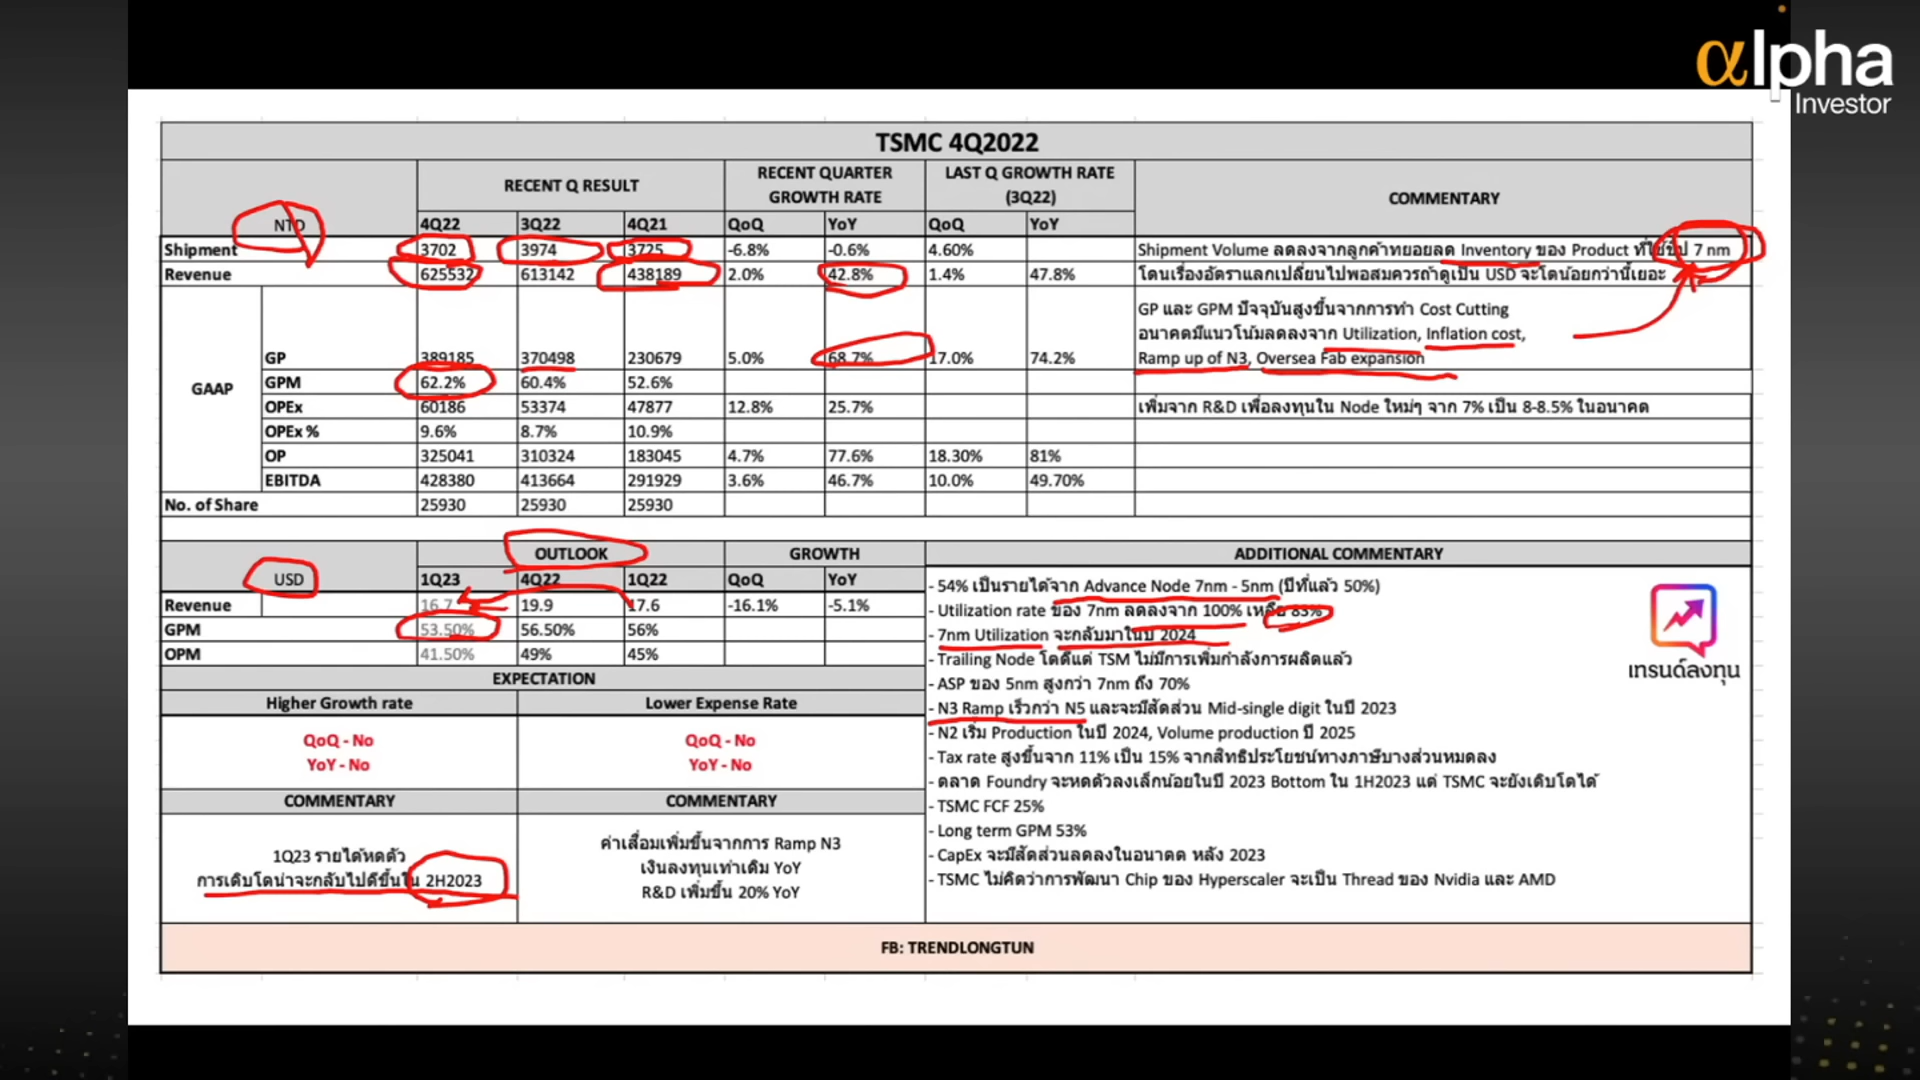 αlpha
Investor
TSMC 4Q2022
NTD
RECENT Q RESULT
RECENT QUARTER GROWTH RATE
LAST Q GROWTH RATE (3Q22)
COMMENTARY
4Q22 3Q22 4Q21 QoQ YoY QoQ YoY
Shipment 3702 3974 3725 -6.8% -0.6% 4.60% Shipment Volume ลดลงจากลูกค้าทยอยลด Inventory ของ Product ที่ใช้ชิป 7 nm
Revenue 625532 613142 438189 2.0% 42.8% 1.4% 47.8% โดนเรื่องอัตราแลกเปลี่ยนไปพอสมควรถ้าดูเป็น USD จะโตน้อยกว่านี้เยอะ
GP และ GPM ปัจจุบันสูงขึ้นจากการทำ Cost Cutting
อนาคตมีแนวโน้มลดลงจาก Utilization, Inflation cost,
Ramp up of N3, Oversea Fab expansion
GAAP
GP 389185 370498 230679 5.0% 68.7% 17.0% 74.2%
GPM 62.2% 60.4% 52.6%
OPEx 60186 53374 47877 12.8% 25.7% เพิ่มจาก R&D เพื่อลงทุนใน Node ใหม่ๆ จาก 7% เป็น 8-8.5% ในอนาคต
OPEx % 9.6% 8.7% 10.9%
OP 325041 310324 183045 4.7% 77.6% 18.30% 81%
EBITDA 428380 413664 291929 3.6% 46.7% 10.0% 49.70%
No. of Share 25930 25930 25930
USD
OUTLOOK GROWTH
1Q23 4Q22 1Q22 QoQ YoY
Revenue 16.7 19.9 17.6 -16.1% -5.1%
GPM 53.50% 56.50% 56%
OPM 41.50% 49% 45%
EXPECTATION
Higher Growth rate Lower Expense Rate
QoQ - No QoQ - No
YoY - No YoY - No
COMMENTARY COMMENTARY
1Q23 รายได้หดตัว
การเติบโตน่าจะกลับไปดีขึ้นใน 2H2023
ค่าเสื่อมเพิ่มขึ้นจากการ Ramp N3
เงินลงทุนเท่าเดิม YoY
R&D เพิ่มขึ้น 20% YoY
ADDITIONAL COMMENTARY
- 54% เป็นรายได้จาก Advance Node 7nm - 5nm (ปีที่แล้ว 50%)
- Utilization rate ของ 7nm ลดลงจาก 100% เหลือ 83%
- 7nm Utilization จะกลับมาในปี 2024
- Trailing Node โตดีแต่ TSM ไม่มีการเพิ่มกำลังการผลิตแล้ว
- ASP ของ 5nm สูงกว่า 7nm ถึง 70%
- N3 Ramp เร็วกว่า N5 และจะมีสัดส่วน Mid-single digit ในปี 2023
- N2 เริ่ม Production ในปี 2024, Volume production ปี 2025
- Tax rate สูงขึ้นจาก 11% เป็น 15% จากสิทธิประโยชน์ทางภาษีบางส่วนหมดลง
- ตลาด Foundry จะหดตัวลงเล็กน้อยในปี 2023 Bottom ใน 1H2023 แต่ TSMC จะยังเติบโตได้
- TSMC FCF 25%
- Long term GPM 53%
- CapEx จะมีสัดส่วนลดลงในอนาคต หลัง 2023
- TSMC ไม่คิดว่าการพัฒนา Chip ของ Hyperscaler จะเป็น Thread ของ Nvidia และ AMD
เทรนด์ลงทุน
FB: TRENDLONGTUN